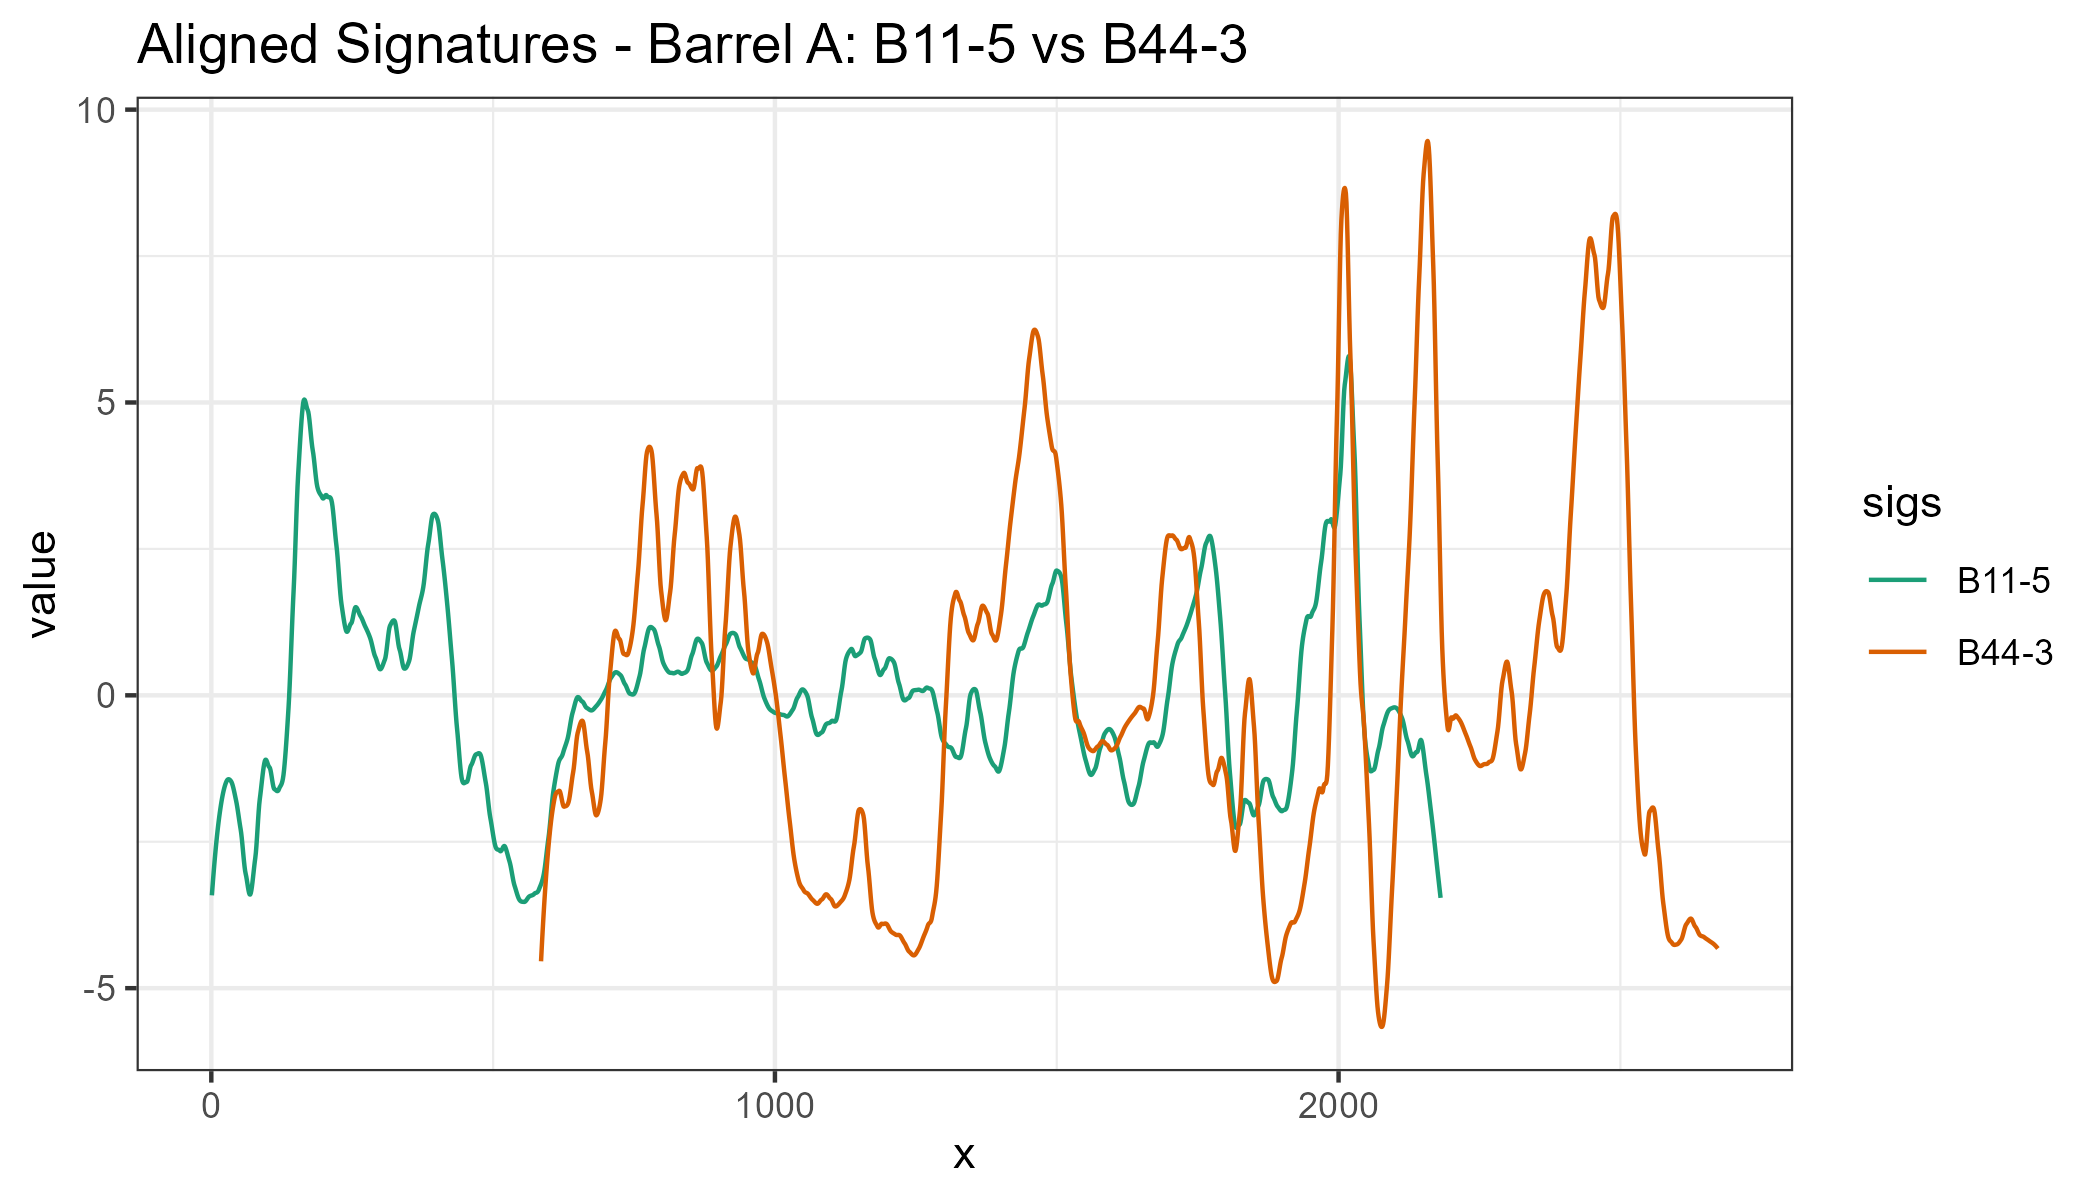 Aligned Signatures - Barrel A: B11-5 vs B44-3
10
5
0
-5
value
0
1000
2000
x
sigs
B11-5
B44-3